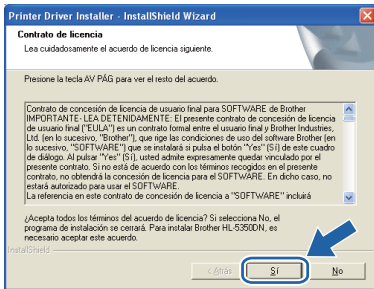 Printer Driver Installer - InstallShield Wizard
Contrato de licencia
Lea cuidadosamente el acuerdo de licencia siguiente.
Presione la tecla AV PÁG para ver el resto del acuerdo.
Contrato de concesión de licencia de usuario final para SOFTWARE de Brother
IMPORTANTE- LEA DETENIDAMENTE: El presente contrato de concesión de licencia
de usuario final ("EULA") es un contrato formal entre el usuario final y Brother Industries,
Ltd. (en lo sucesivo, "Brother"), que rige las condiciones de uso del software Brother (en
lo sucesivo, "SOFTWARE") que se instalará si pulsa el botón "Yes" (Sí) de este cuadro
de diálogo. Al pulsar "Yes" (Sí), usted admite expresamente quedar vinculado por el
presente contrato. Si no está de acuerdo con los términos recogidos en el presente
contrato, no obtendrá la concesión de licencia para el SOFTWARE. En dicho caso, no
estará autorizado para usar el SOFTWARE.
La referencia en este contrato de concesión de licencia a "SOFTWARE" incluirá
¿Acepta todos los términos del acuerdo de licencia? Si selecciona No, el
programa de instalación se cerrará. Para instalar Brother HL-5350DN, es
necesario aceptar este acuerdo.
InstallShield
< Atrás
Sí
No